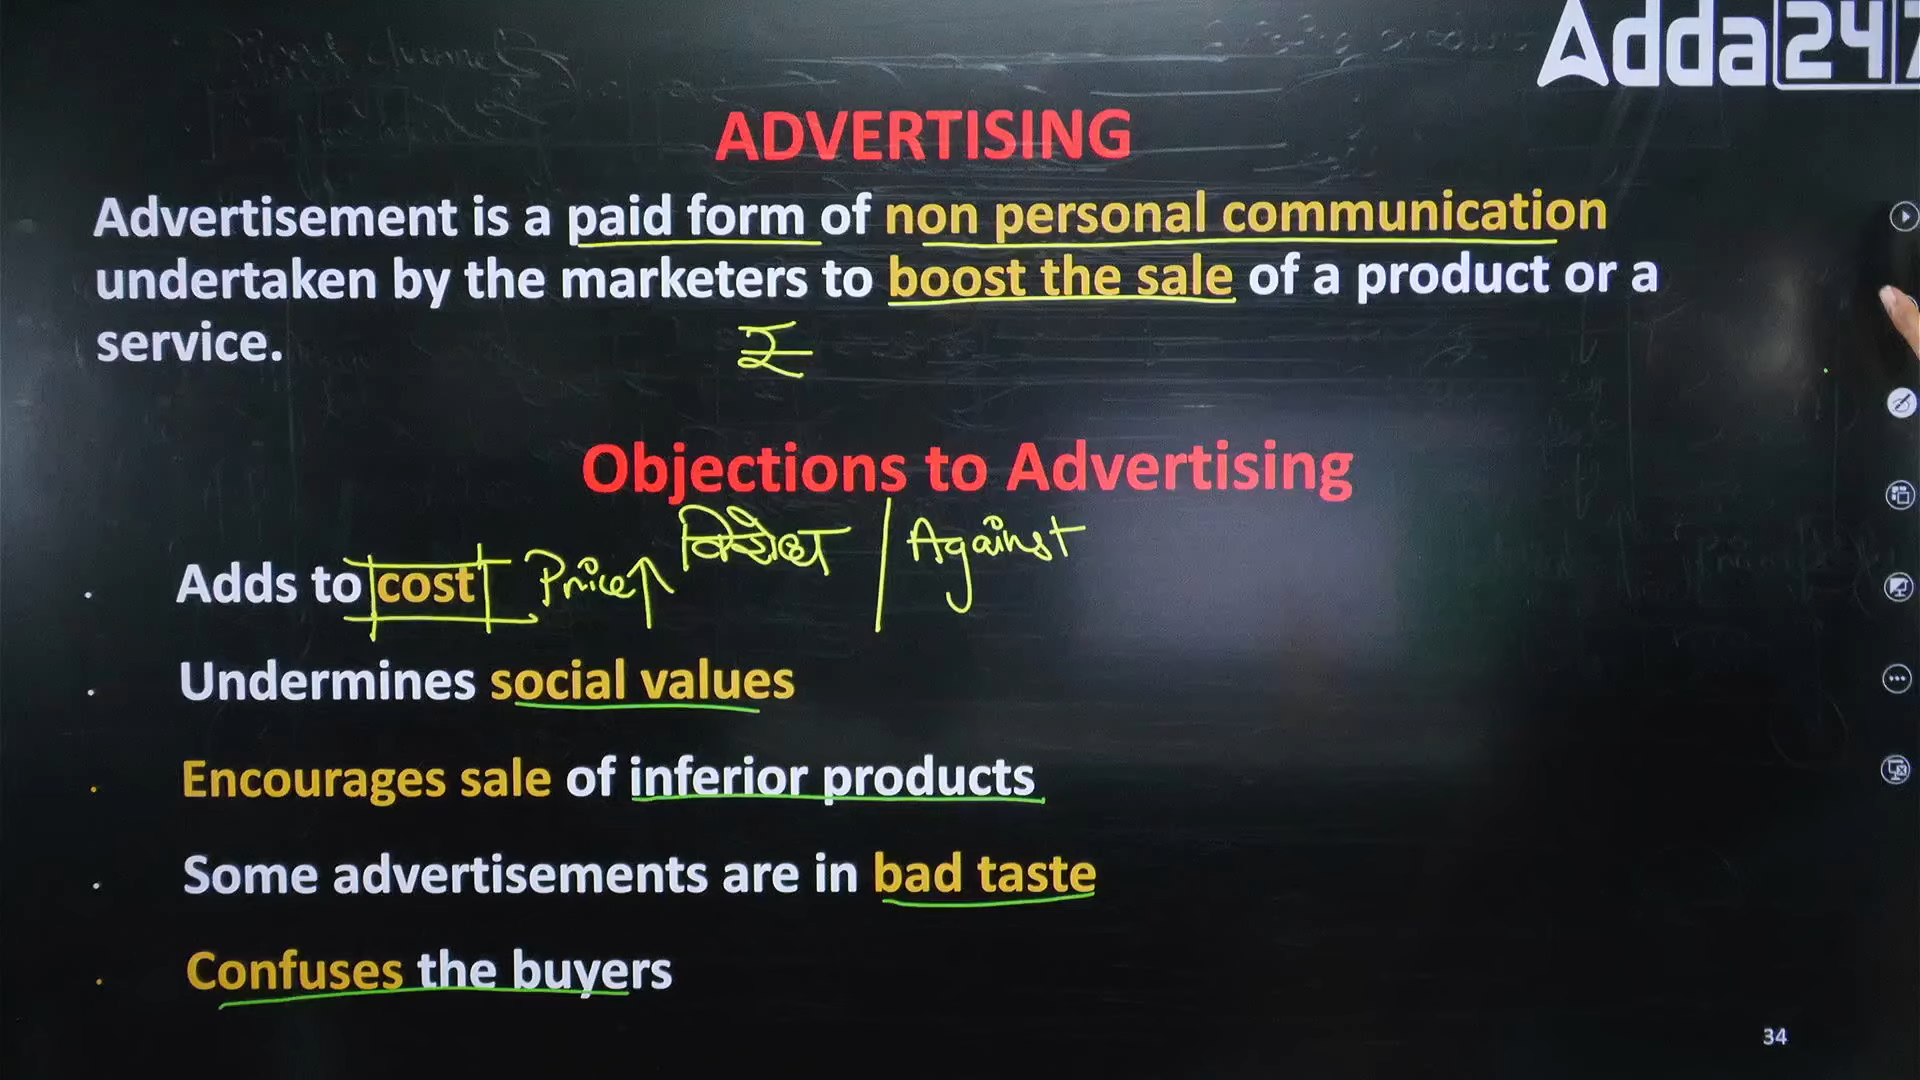 Adda247
ADVERTISING
Advertisement is a paid form of non personal communication
undertaken by the marketers to boost the sale of a product or a
service.
₹
Objections to Advertising
Against
Adds to cost Price↑
Undermines social values
Encourages sale of inferior products
Some advertisements are in bad taste
Confuses the buyers
34